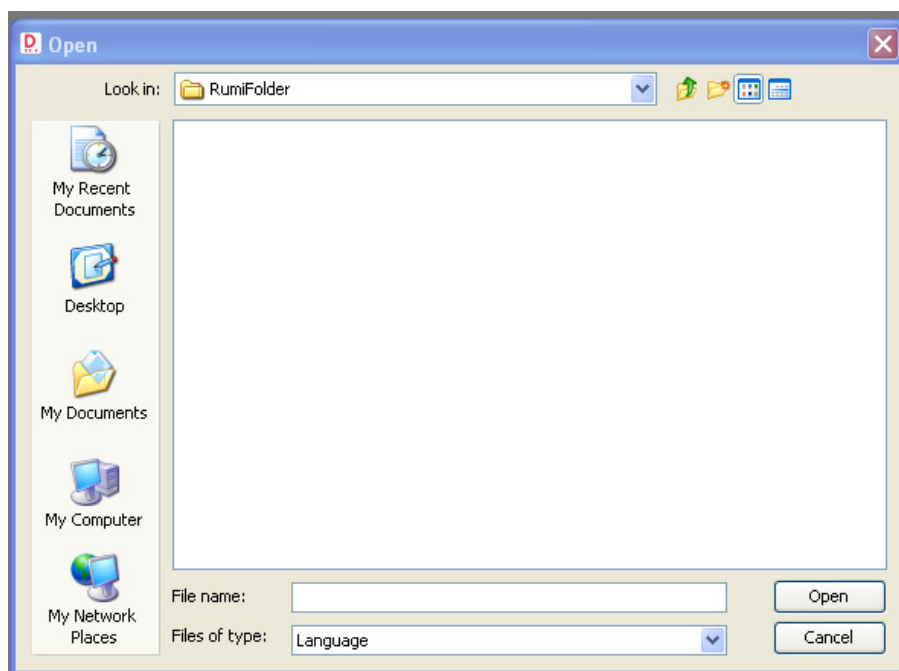 D.
Open
Look in:
RumiFolder
My Recent
Documents
Desktop
My Documents
My Computer
My Network
Places
File name:
Open
Files of type:
Language
Cancel